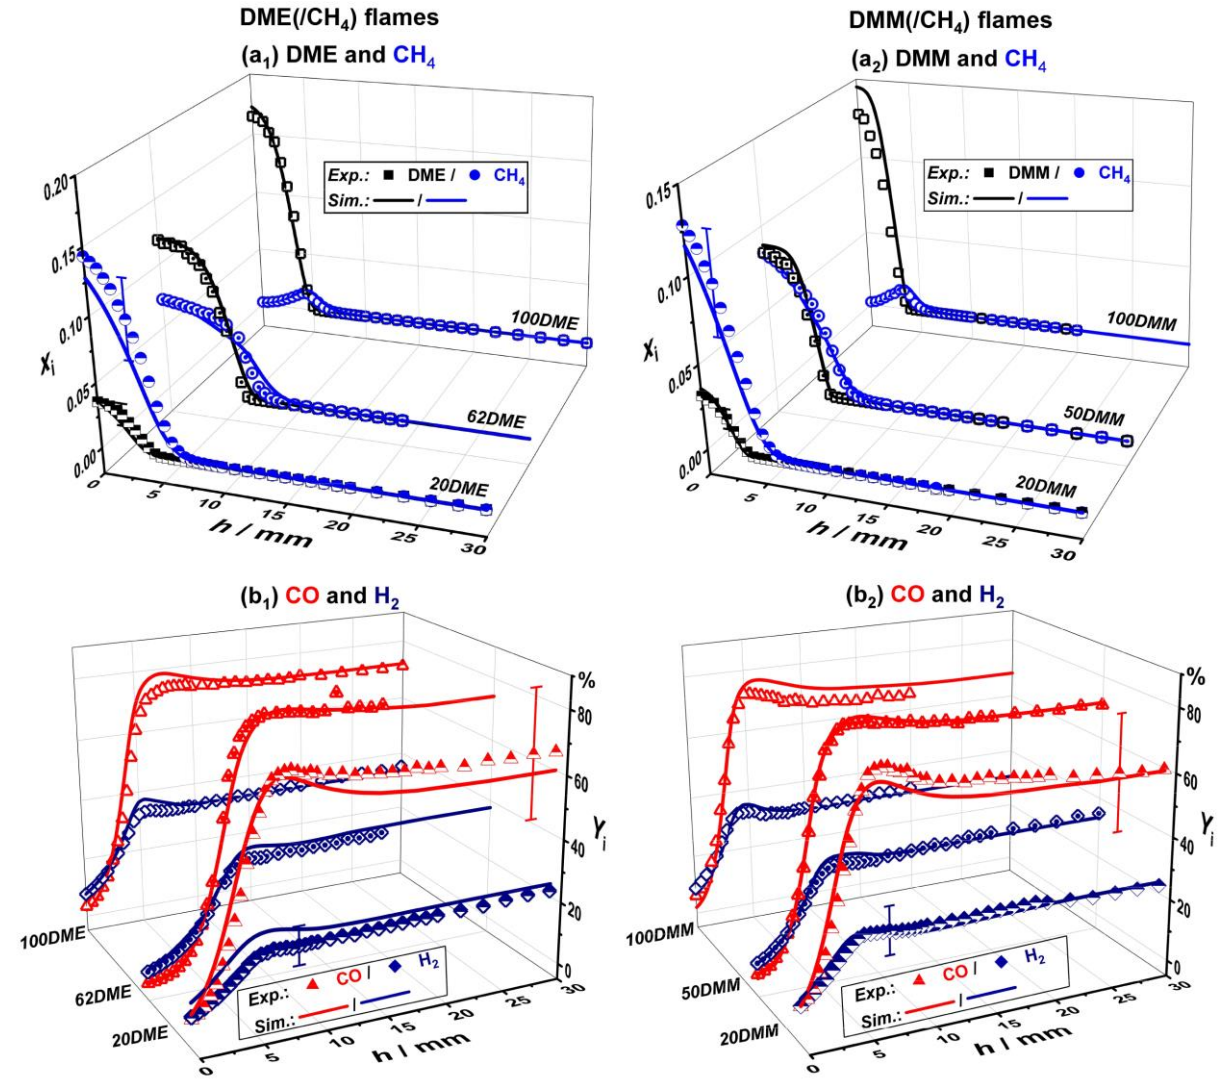 DME(/CH₄) flames
(a₁) DME and CH₄
0.20
0.15
0.10
0.05
0.00
xᵢ
Exp.: ■ DME / ● CH₄
Sim.: — / —
100DME
62DME
20DME
0
5
10
15
20
25
30
h / mm
DMM(/CH₄) flames
(a₂) DMM and CH₄
0.15
0.10
0.05
0.00
xᵢ
Exp.: ■ DMM / ● CH₄
Sim.: — / —
100DMM
50DMM
20DMM
0
5
10
15
20
25
30
h / mm
(b₁) CO and H₂
%
80
60
40
20
0
Yᵢ
100DME
62DME
20DME
Exp.: ▲ CO / ◆ H₂
Sim.: — / —
0
5
10
15
20
25
30
h / mm
(b₂) CO and H₂
%
80
60
40
20
0
Yᵢ
100DMM
50DMM
20DMM
Exp.: ▲ CO / ◆ H₂
Sim.: — / —
0
5
10
15
20
25
30
h / mm